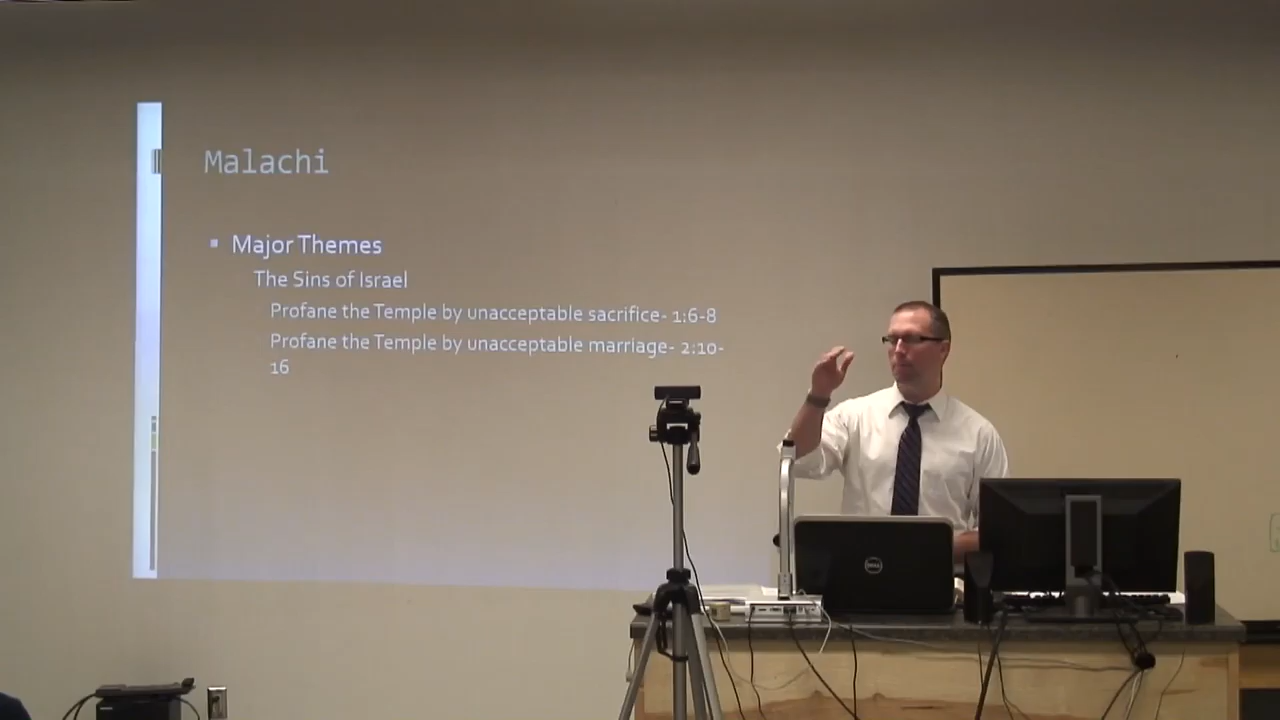 Malachi
Major Themes
The Sins of Israel
Profane the Temple by unacceptable sacrifice- 1:6-8
Profane the Temple by unacceptable marriage- 2:10-
16
DELL